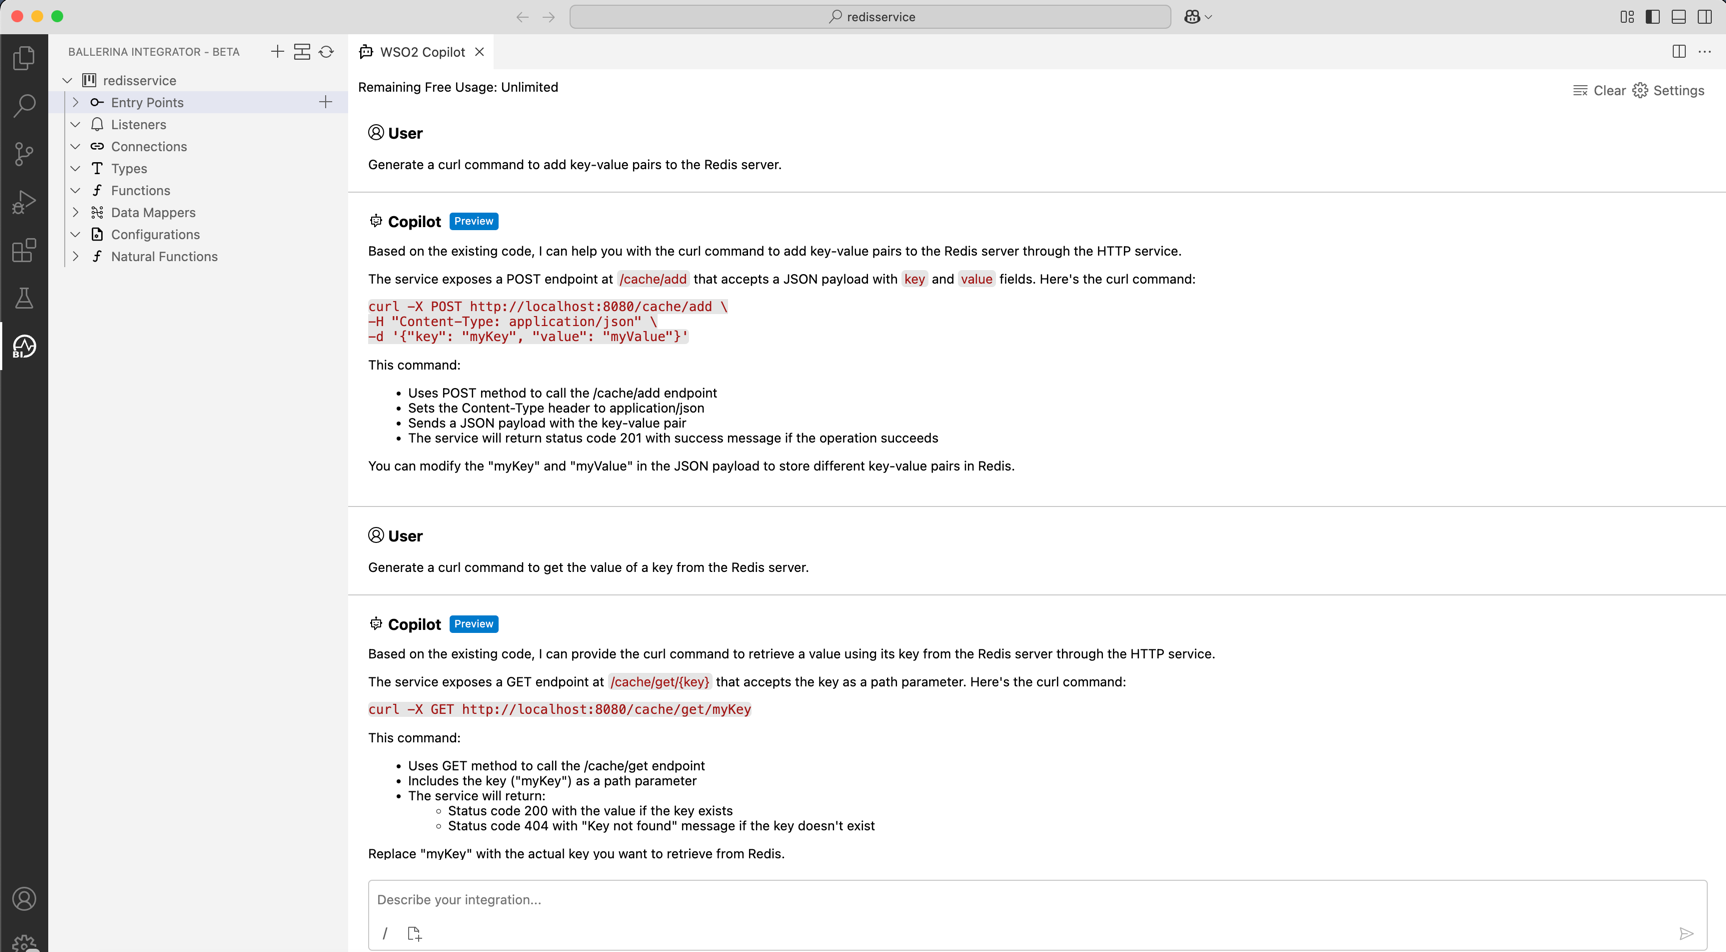 redisservice
BALLERINA INTEGRATOR - BETA
redisservice
Entry Points
Listeners
Connections
Types
Functions
Data Mappers
Configurations
Natural Functions
BI
WSO2 Copilot
Remaining Free Usage: Unlimited
Clear
Settings
User
Generate a curl command to add key-value pairs to the Redis server.
Copilot Preview
Based on the existing code, I can help you with the curl command to add key-value pairs to the Redis server through the HTTP service.
The service exposes a POST endpoint at /cache/add that accepts a JSON payload with key and value fields. Here's the curl command:
curl -X POST http://localhost:8080/cache/add \
-H "Content-Type: application/json" \
-d '{"key": "myKey", "value": "myValue"}'
This command:
• Uses POST method to call the /cache/add endpoint
• Sets the Content-Type header to application/json
• Sends a JSON payload with the key-value pair
• The service will return status code 201 with success message if the operation succeeds
You can modify the "myKey" and "myValue" in the JSON payload to store different key-value pairs in Redis.
User
Generate a curl command to get the value of a key from the Redis server.
Copilot Preview
Based on the existing code, I can provide the curl command to retrieve a value using its key from the Redis server through the HTTP service.
The service exposes a GET endpoint at /cache/get/{key} that accepts the key as a path parameter. Here's the curl command:
curl -X GET http://localhost:8080/cache/get/myKey
This command:
• Uses GET method to call the /cache/get endpoint
• Includes the key ("myKey") as a path parameter
• The service will return:
◦ Status code 200 with the value if the key exists
◦ Status code 404 with "Key not found" message if the key doesn't exist
Replace "myKey" with the actual key you want to retrieve from Redis.
Describe your integration...
/